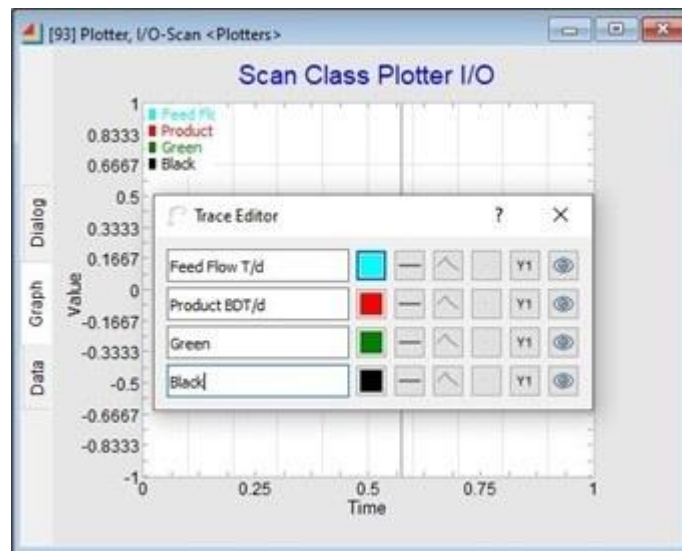 [93] Plotter, I/O-Scan <Plotters>
Scan Class Plotter I/O
Dialog
Graph
Data
Value
1
0.8333
0.6667
0.5
0.3333
0.1667
0
-0.1667
-0.3333
-0.5
-0.6667
-0.8333
-1
Feed Flo
Product
Green
Black
Trace Editor ?
Feed Flow T/d Y1
Product BDT/d Y1
Green Y1
Black Y1
0 0.25 0.5 0.75 1
Time